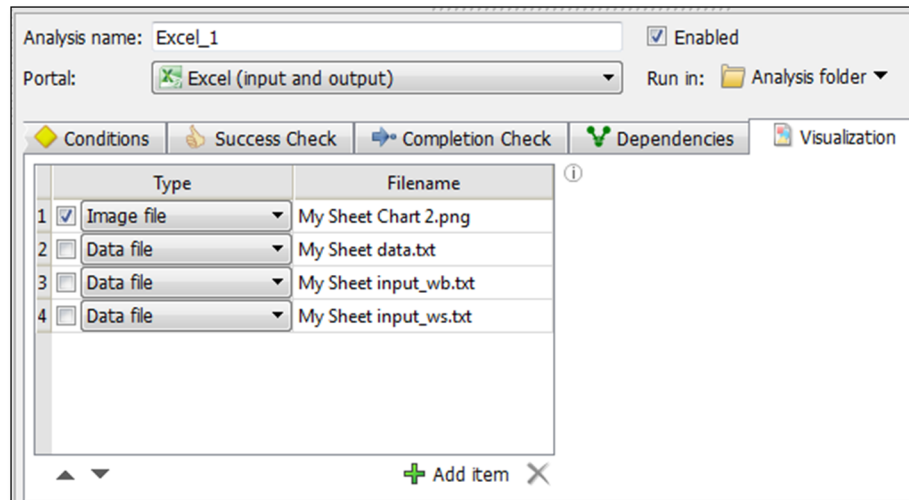 Analysis name: Excel_1 Enabled
Portal: Excel (input and output) Run in: Analysis folder
Conditions Success Check Completion Check Dependencies Visualization
Type Filename
1 Image file My Sheet Chart 2.png
2 Data file My Sheet data.txt
3 Data file My Sheet input_wb.txt
4 Data file My Sheet input_ws.txt
Add item